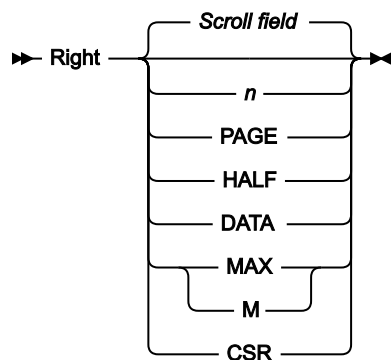 Scroll field
Right
n
PAGE
HALF
DATA
MAX
M
CSR